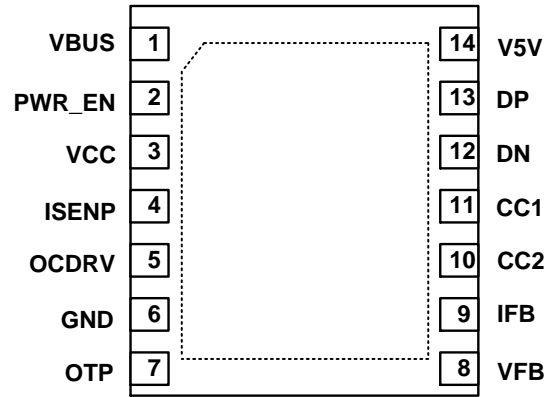 VBUS 1 14 V5V
PWR_EN 2 13 DP
VCC 3 12 DN
ISENP 4 11 CC1
OCDRV 5 10 CC2
GND 6 9 IFB
OTP 7 8 VFB